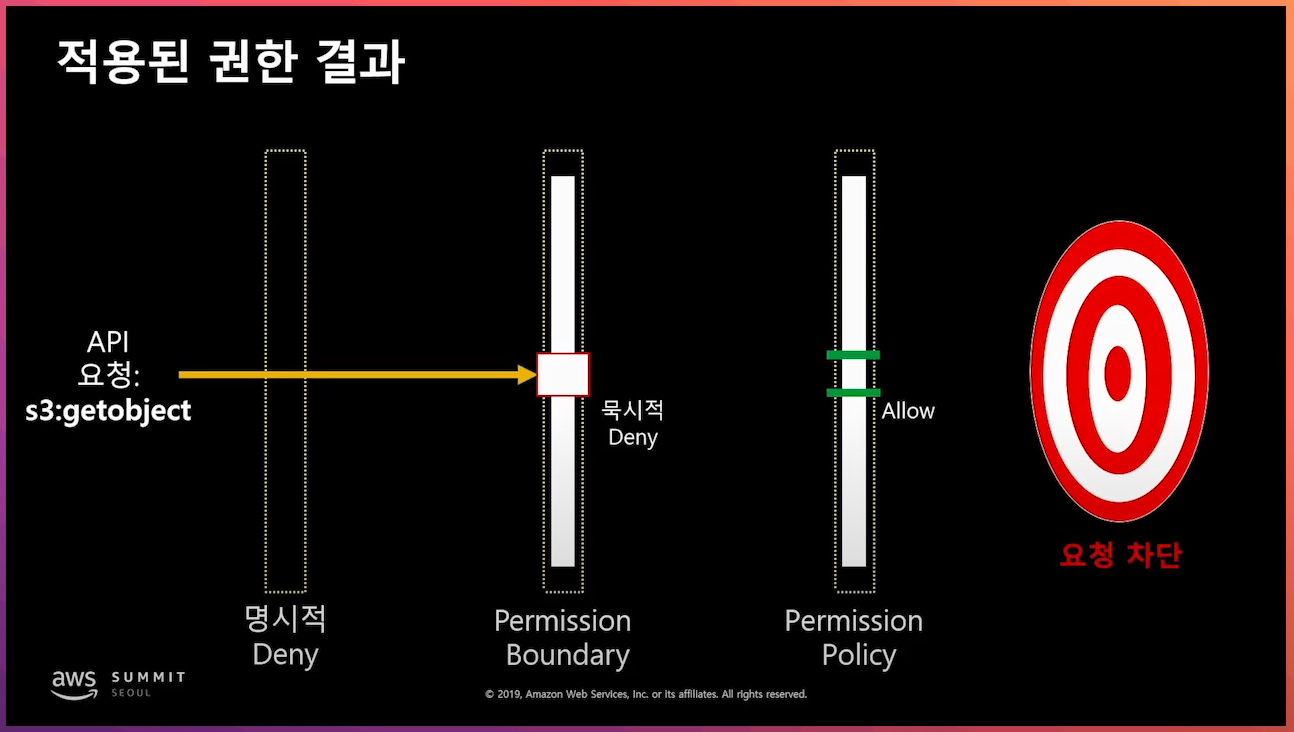 적용된 권한 결과
API
요청:
s3:getobject
묵시적
Deny
Allow
요청 차단
명시적
Deny
Permission
Boundary
Permission
Policy
aws SUMMIT
SEOUL
© 2019, Amazon Web Services, Inc. or its affiliates. All rights reserved.